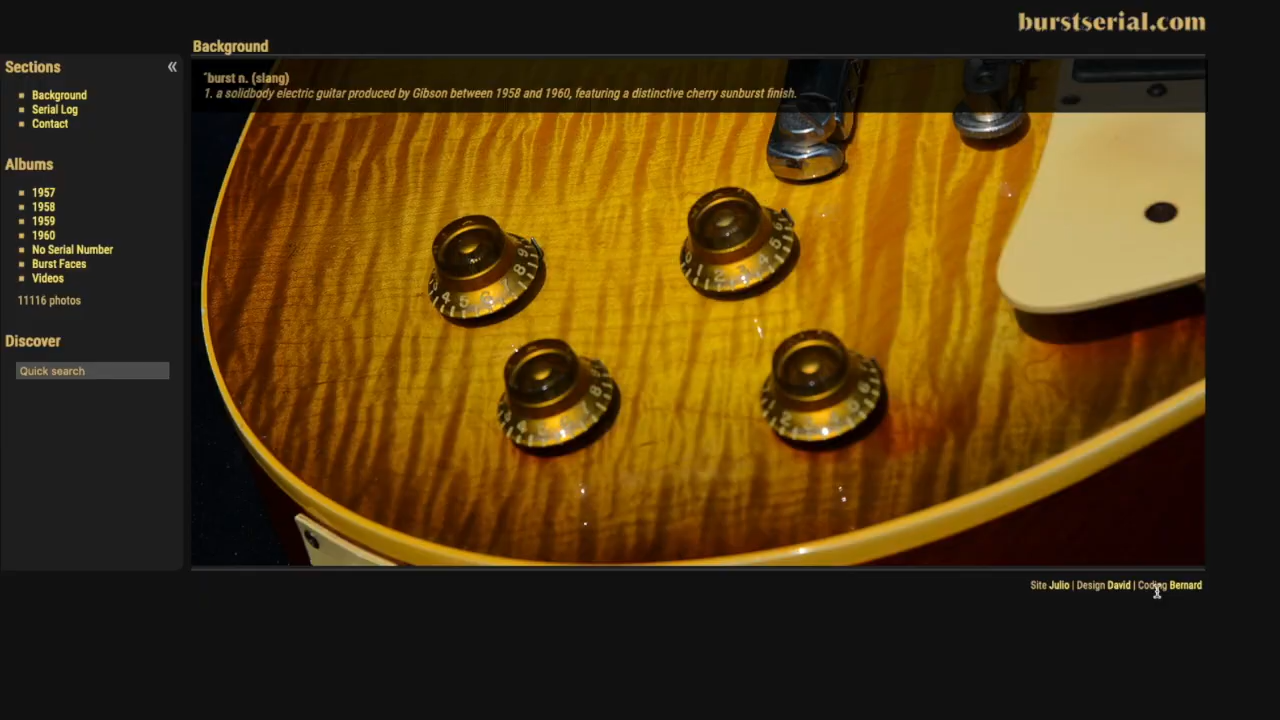 burstserial.com
Background
Sections «
Background
Serial Log
Contact
Albums
1957
1958
1959
1960
No Serial Number
Burst Faces
Videos
11116 photos
Discover
Quick search
˜burst n. (slang)
1. a solidbody electric guitar produced by Gibson between 1958 and 1960, featuring a distinctive cherry sunburst finish.
Site Julio | Design David | Coding Bernard